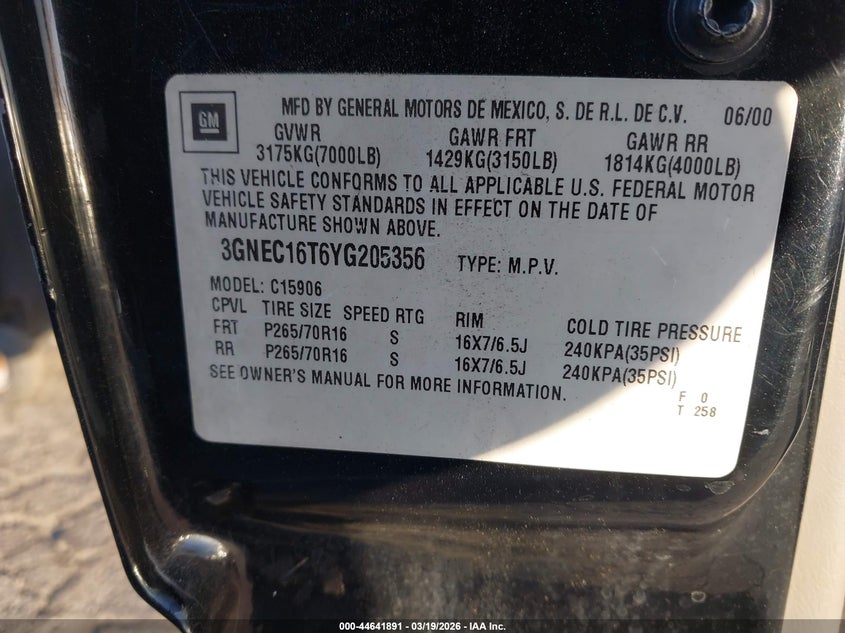 GM
MFD BY GENERAL MOTORS DE MEXICO, S. DE R.L. DE C.V. 06/00
GVWR GAWR FRT GAWR RR
3175KG(7000LB) 1429KG(3150LB) 1814KG(4000LB)
THIS VEHICLE CONFORMS TO ALL APPLICABLE U.S. FEDERAL MOTOR
VEHICLE SAFETY STANDARDS IN EFFECT ON THE DATE OF
MANUFACTURE SHOWN ABOVE.
3GNEC16T6YG205356 TYPE: M.P.V.
MODEL: C15906
CPVL TIRE SIZE SPEED RTG RIM COLD TIRE PRESSURE
FRT P265/70R16 S 16X7/6.5J 240KPA(35PSI)
RR P265/70R16 S 16X7/6.5J 240KPA(35PSI)
SEE OWNER'S MANUAL FOR MORE INFORMATION.
F 0
T 258
000-44641891 | 03/19/2026 | IAA Inc.